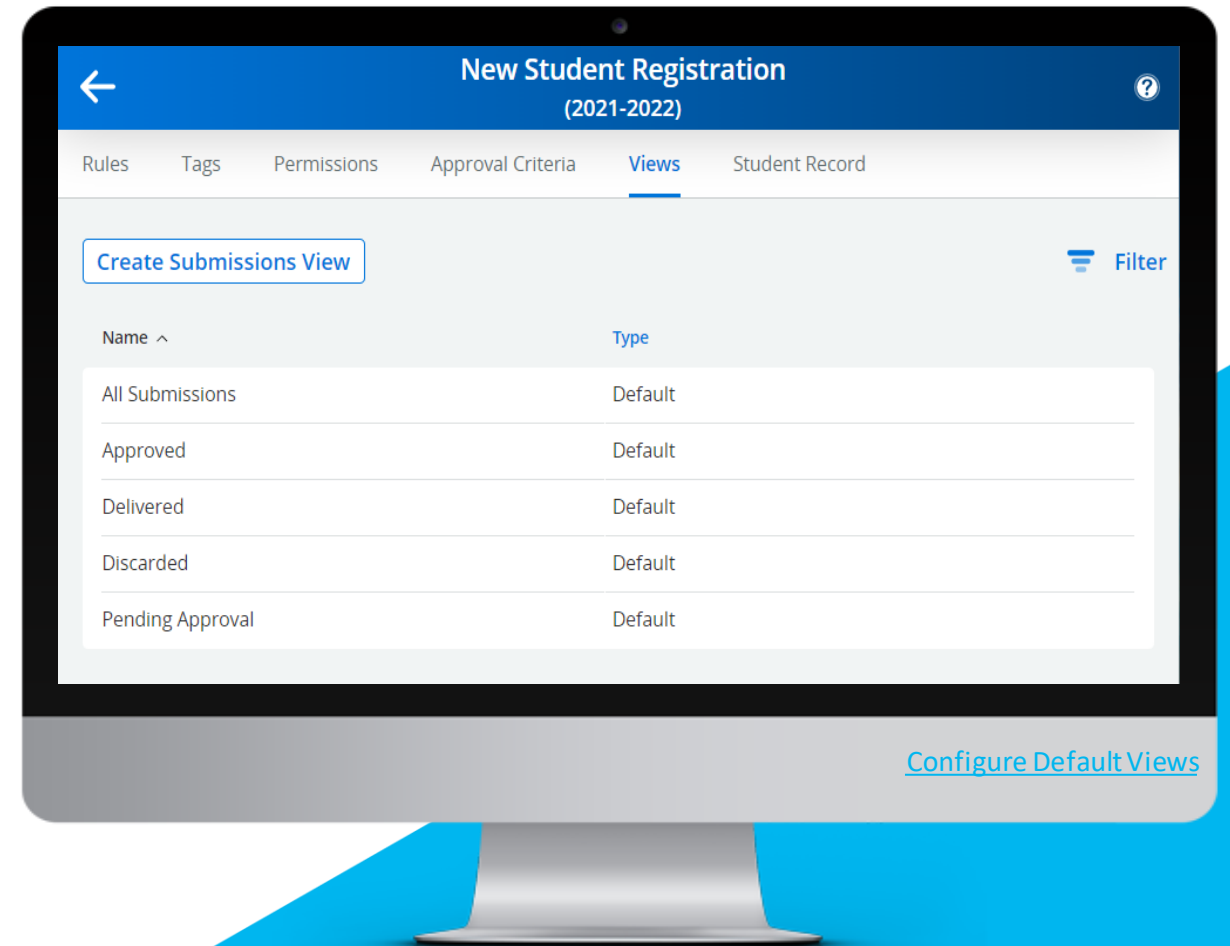 New Student Registration
(2021-2022)
Rules Tags Permissions Approval Criteria Views Student Record
Create Submissions View Filter
Name Type
All Submissions Default
Approved Default
Delivered Default
Discarded Default
Pending Approval Default
Configure Default Views